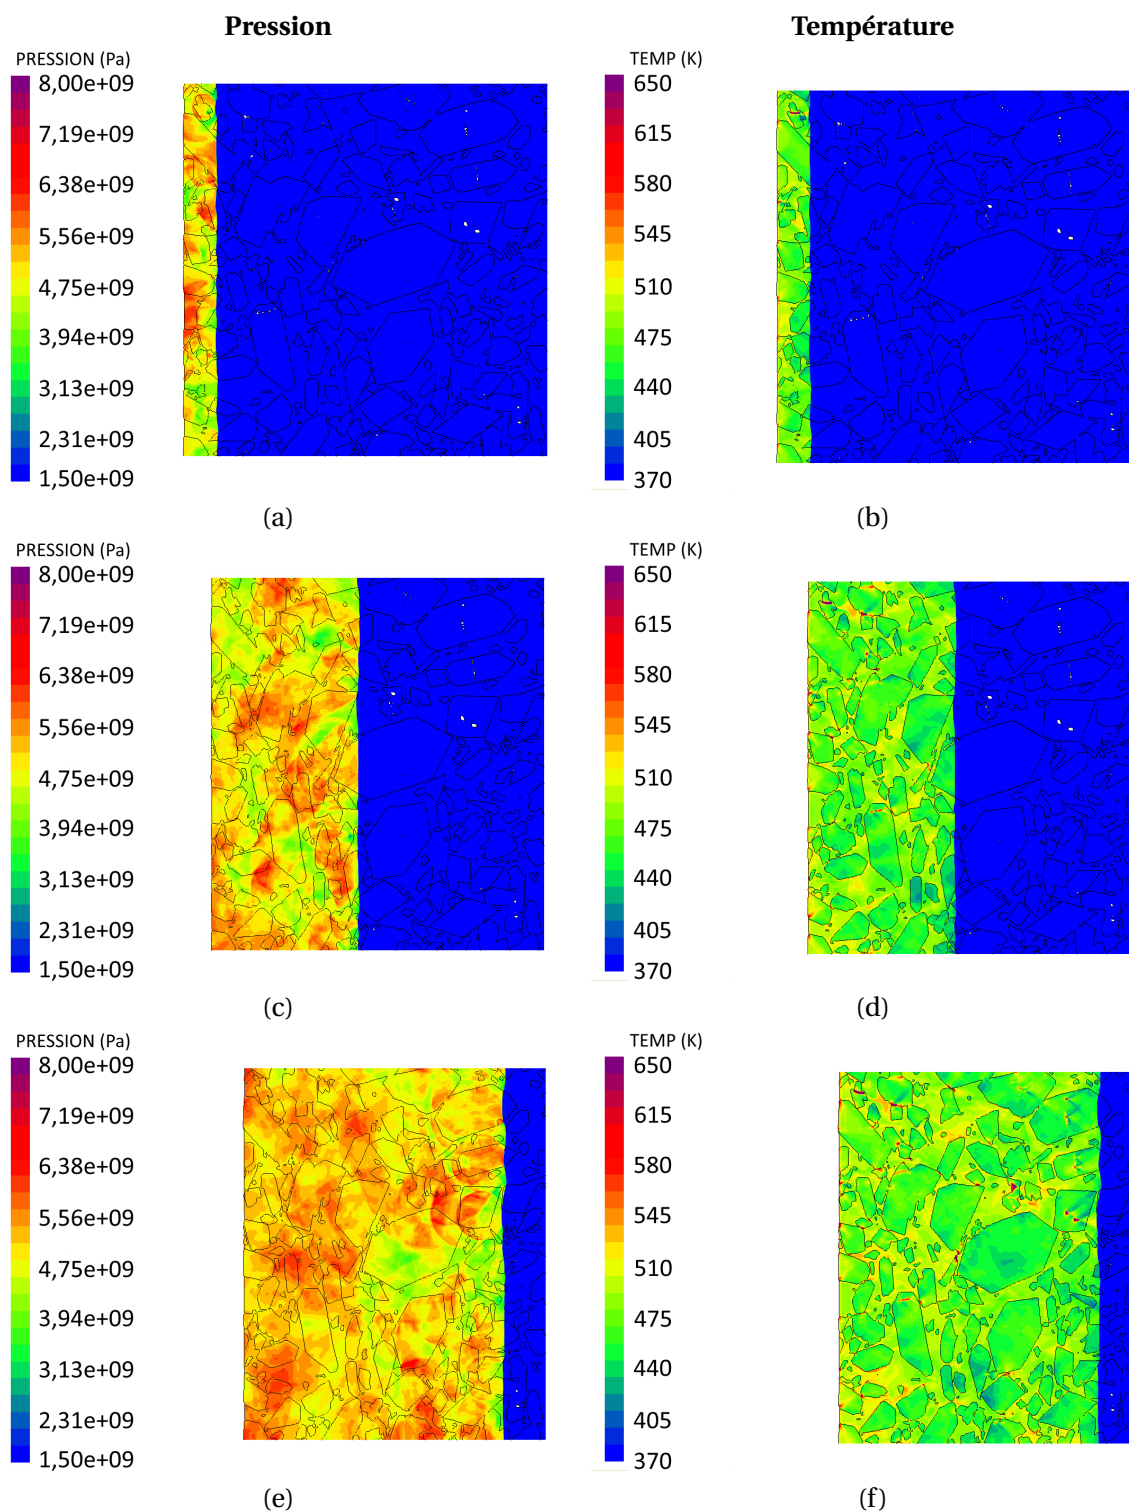 Pression
Température
PRESSION (Pa)
8,00e+09
7,19e+09
6,38e+09
5,56e+09
4,75e+09
3,94e+09
3,13e+09
2,31e+09
1,50e+09
TEMP (K)
650
615
580
545
510
475
440
405
370
(a)
(b)
PRESSION (Pa)
8,00e+09
7,19e+09
6,38e+09
5,56e+09
4,75e+09
3,94e+09
3,13e+09
2,31e+09
1,50e+09
TEMP (K)
650
615
580
545
510
475
440
405
370
(c)
(d)
PRESSION (Pa)
8,00e+09
7,19e+09
6,38e+09
5,56e+09
4,75e+09
3,94e+09
3,13e+09
2,31e+09
1,50e+09
TEMP (K)
650
615
580
545
510
475
440
405
370
(e)
(f)